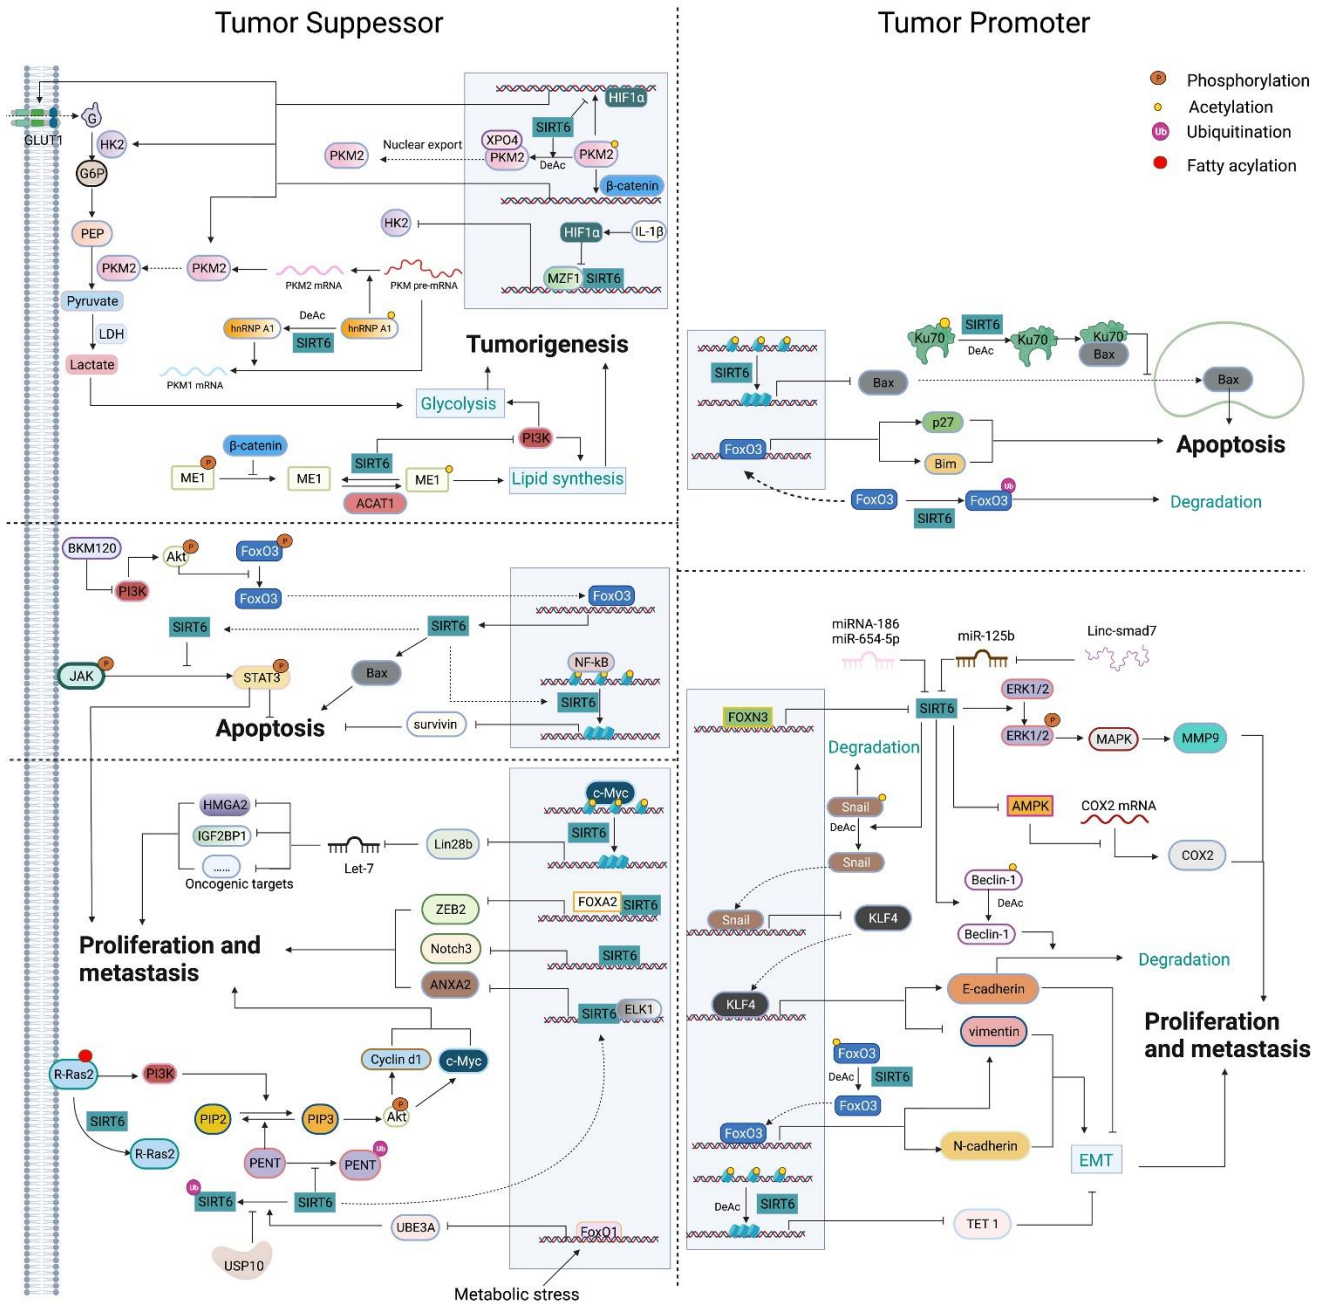 Tumor Suppessor
Tumor Promoter
P
Phosphorylation
Acetylation
Ub
Ubiquitination
Fatty acylation
GLUT1
G
HK2
G6P
PEP
PKM2
PKM2
Pyruvate
LDH
Lactate
PKM2
Nuclear export
XPO4
PKM2
DeAc
SIRT6
HIF1α
PKM2
β-catenin
HK2
HIF1α
IL-1β
MZF1
SIRT6
PKM2 mRNA
PKM pre-mRNA
hnRNP A1
DeAc
SIRT6
hnRNP A1
PKM1 mRNA
Tumorigenesis
Glycolysis
PI3K
β-catenin
P
ME1
ME1
SIRT6
ACAT1
ME1
Lipid synthesis
BKM120
PI3K
Akt
P
FoxO3
P
FoxO3
FoxO3
SIRT6
SIRT6
JAK
P
STAT3
P
Bax
NF-kB
SIRT6
Apoptosis
survivin
HMGA2
IGF2BP1
......
Oncogenic targets
Let-7
Lin28b
c-Myc
SIRT6
ZEB2
FOXA2
SIRT6
Notch3
SIRT6
ANXA2
SIRT6
ELK1
Proliferation and
metastasis
Cyclin d1
c-Myc
R-Ras2
PI3K
SIRT6
R-Ras2
PIP2
PIP3
Akt
P
PENT
PENT
Ub
Ub
SIRT6
SIRT6
USP10
UBE3A
FoxO1
Metabolic stress
SIRT6
Bax
Ku70
SIRT6
DeAc
Ku70
Ku70
Bax
Bax
Apoptosis
FoxO3
p27
Bim
FoxO3
SIRT6
FoxO3
Ub
Degradation
miRNA-186
miR-654-5p
miR-125b
Linc-smad7
FOXN3
SIRT6
ERK1/2
ERK1/2
P
MAPK
MMP9
Degradation
Snail
DeAc
Snail
AMPK
COX2 mRNA
COX2
Beclin-1
DeAc
Beclin-1
Snail
KLF4
Degradation
KLF4
E-cadherin
vimentin
Proliferation
and metastasis
FoxO3
DeAc
SIRT6
FoxO3
FoxO3
N-cadherin
EMT
DeAc
SIRT6
TET 1